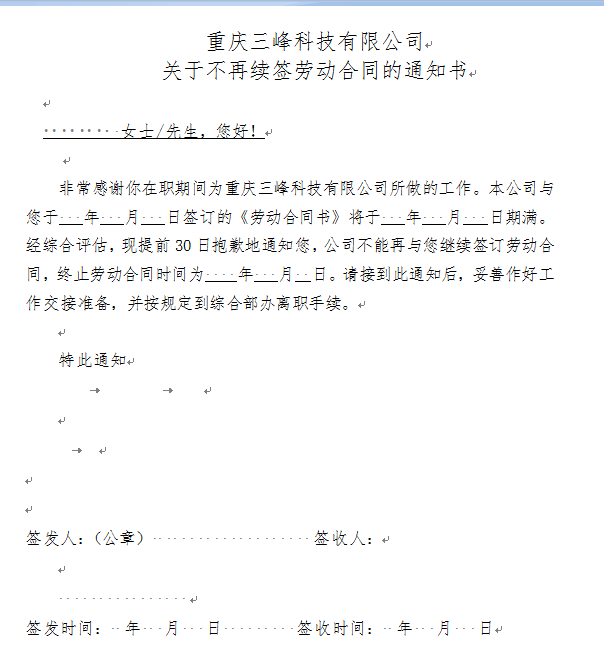 重庆三峰科技有限公司
关于不再续签劳动合同的通知书
女士/先生，您好！
非常感谢你在职期间为重庆三峰科技有限公司所做的工作。本公司与
您于___年___月___日签订的《劳动合同书》将于___年___月___日期满。
经综合评估，现提前30日抱歉地通知您，公司不能再与您继续签订劳动合
同，终止劳动合同时间为____年___月__日。请接到此通知后，妥善作好工
作交接准备，并按规定到综合部办离职手续。
特此通知
签发人：（公章） 签收人：
签发时间： 年 月 日 签收时间： 年 月 日